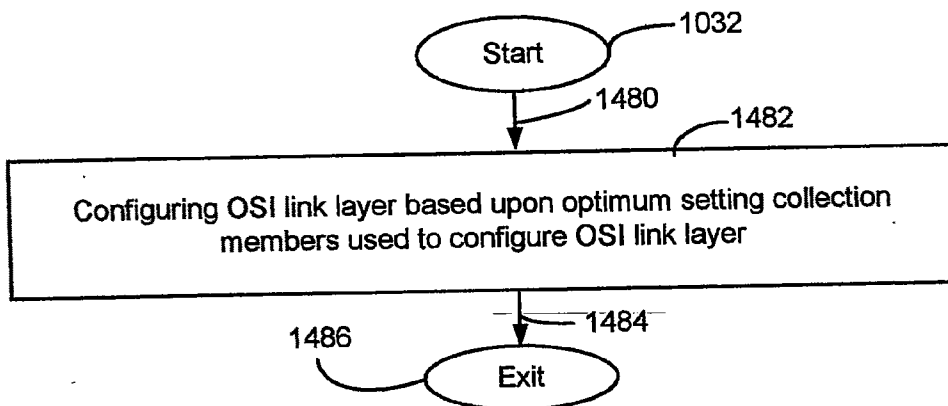 Start
1032
1480
1482
Configuring OSI link layer based upon optimum setting collection
members used to configure OSI link layer
1484
1486
Exit